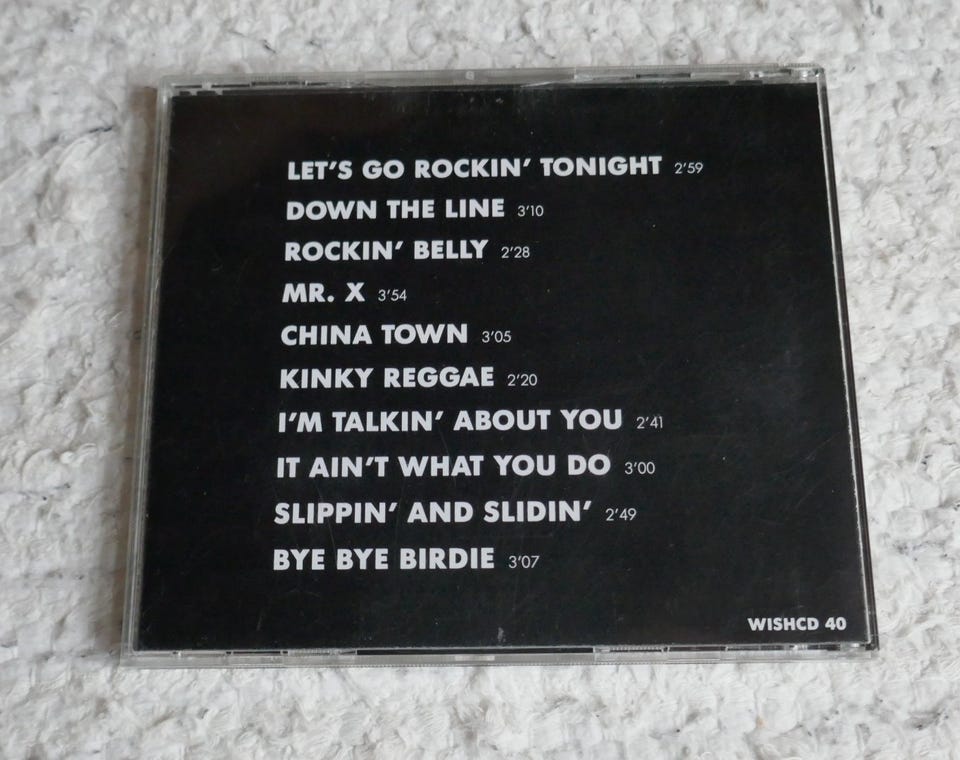 LET'S GO ROCKIN' TONIGHT 2'59
DOWN THE LINE 3'10
ROCKIN' BELLY 2'28
MR. X 3'54
CHINA TOWN 3'05
KINKY REGGAE 2'20
I'M TALKIN' ABOUT YOU 2'41
IT AIN'T WHAT YOU DO 3'00
SLIPPIN' AND SLIDIN' 2'49
BYE BYE BIRDIE 3'07
WISHCD 40